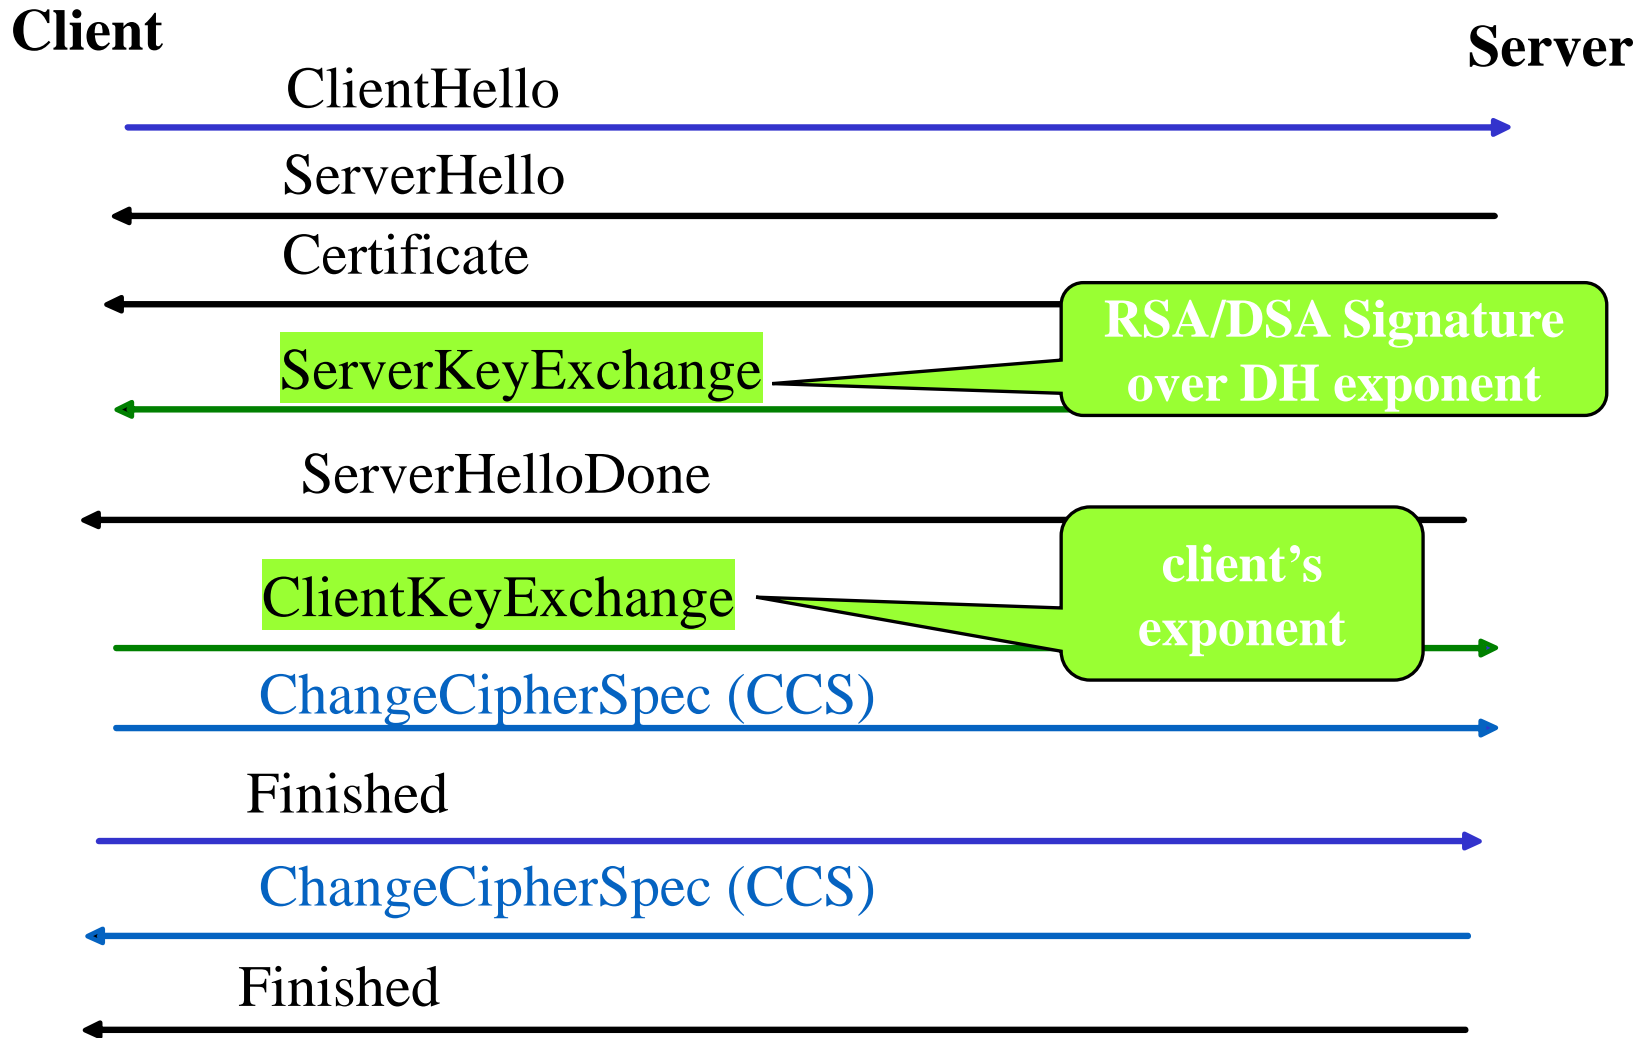 Client
Server
ClientHello
ServerHello
Certificate
RSA/DSA Signature
over DH exponent
ServerKeyExchange
ServerHelloDone
client’s
exponent
ClientKeyExchange
ChangeCipherSpec (CCS)
Finished
ChangeCipherSpec (CCS)
Finished